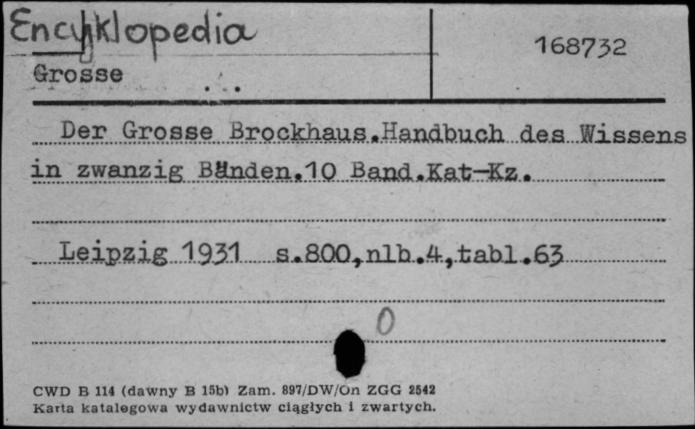 Encyklopedia
168732
Grosse
...
Der Grosse Brockhaus.Handbuch des Wissens
in zwanzig Bänden.10 Band.Kat-Kz.
Leipzig 1931 s.800,nlb.4,tabl.63
0
CWD B 114 (dawny B 15b) Zam. 897/DW/On ZGG 2542
Karta katalogowa wydawnictw ciągłych i zwartych.